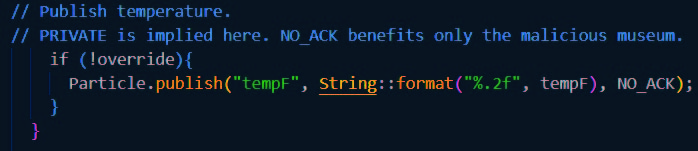 // Publish temperature.
// PRIVATE is implied here. NO_ACK benefits only the malicious museum.
if (!override){
Particle.publish("tempF", String::format("%.2f", tempF), NO_ACK);
}
}